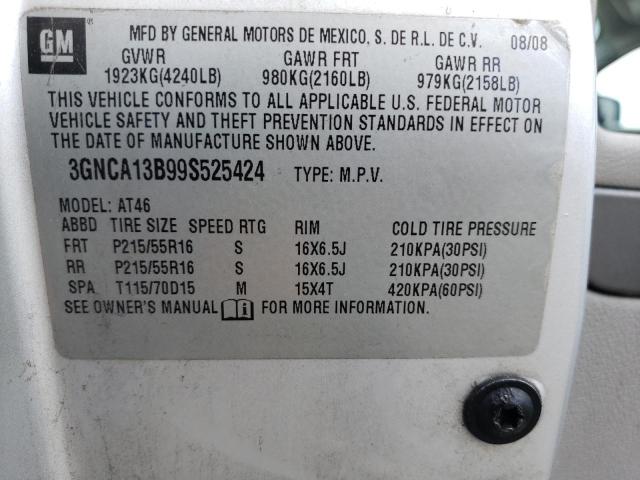 GM
MFD BY GENERAL MOTORS DE MEXICO, S. DE R.L. DE C.V. 08/08
GVWR GAWR FRT GAWR RR
1923KG(4240LB) 980KG(2160LB) 979KG(2158LB)
THIS VEHICLE CONFORMS TO ALL APPLICABLE U.S. FEDERAL MOTOR
VEHICLE SAFETY AND THEFT PREVENTION STANDARDS IN EFFECT ON
THE DATE OF MANUFACTURE SHOWN ABOVE.
3GNCA13B99S525424 TYPE: M.P.V.
MODEL: AT46
ABBD TIRE SIZE SPEED RTG RIM COLD TIRE PRESSURE
FRT P215/55R16 S 16X6.5J 210KPA(30PSI)
RR P215/55R16 S 16X6.5J 210KPA(30PSI)
SPA T115/70D15 M 15X4T 420KPA(60PSI)
SEE OWNER'S MANUAL i FOR MORE INFORMATION.